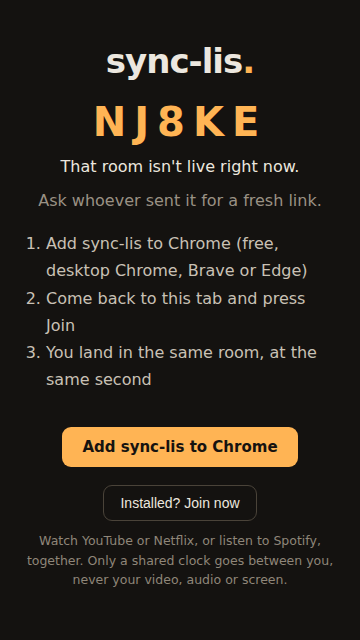 sync-lis.
NJ8KE
That room isn't live right now.
Ask whoever sent it for a fresh link.
1. Add sync-lis to Chrome (free,
desktop Chrome, Brave or Edge)
2. Come back to this tab and press
Join
3. You land in the same room, at the
same second
Add sync-lis to Chrome
Installed? Join now
Watch YouTube or Netflix, or listen to Spotify,
together. Only a shared clock goes between you,
never your video, audio or screen.